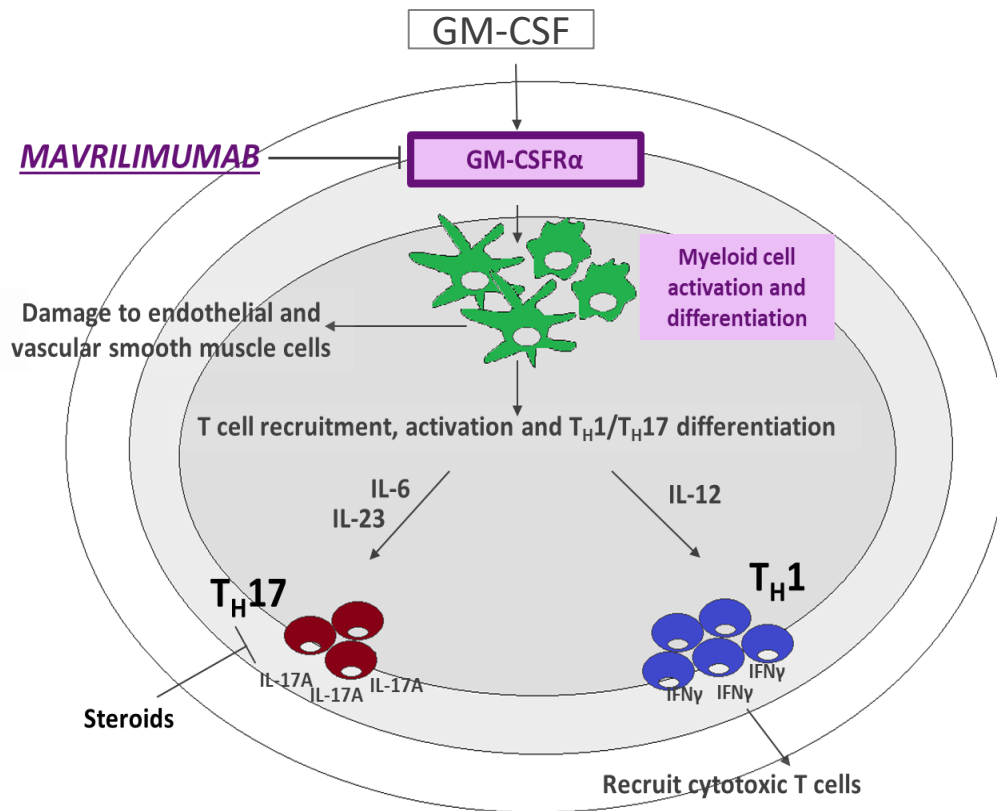 GM-CSF
MAVRILIMUMAB
GM-CSFRα
Myeloid cell
activation and
differentiation
Damage to endothelial and
vascular smooth muscle cells
T cell recruitment, activation and TH1/TH17 differentiation
IL-6
IL-23
IL-12
TH17
TH1
IL-17A
IL-17A
IL-17A
IFNγ
IFNγ
IFNγ
Steroids
Recruit cytotoxic T cells